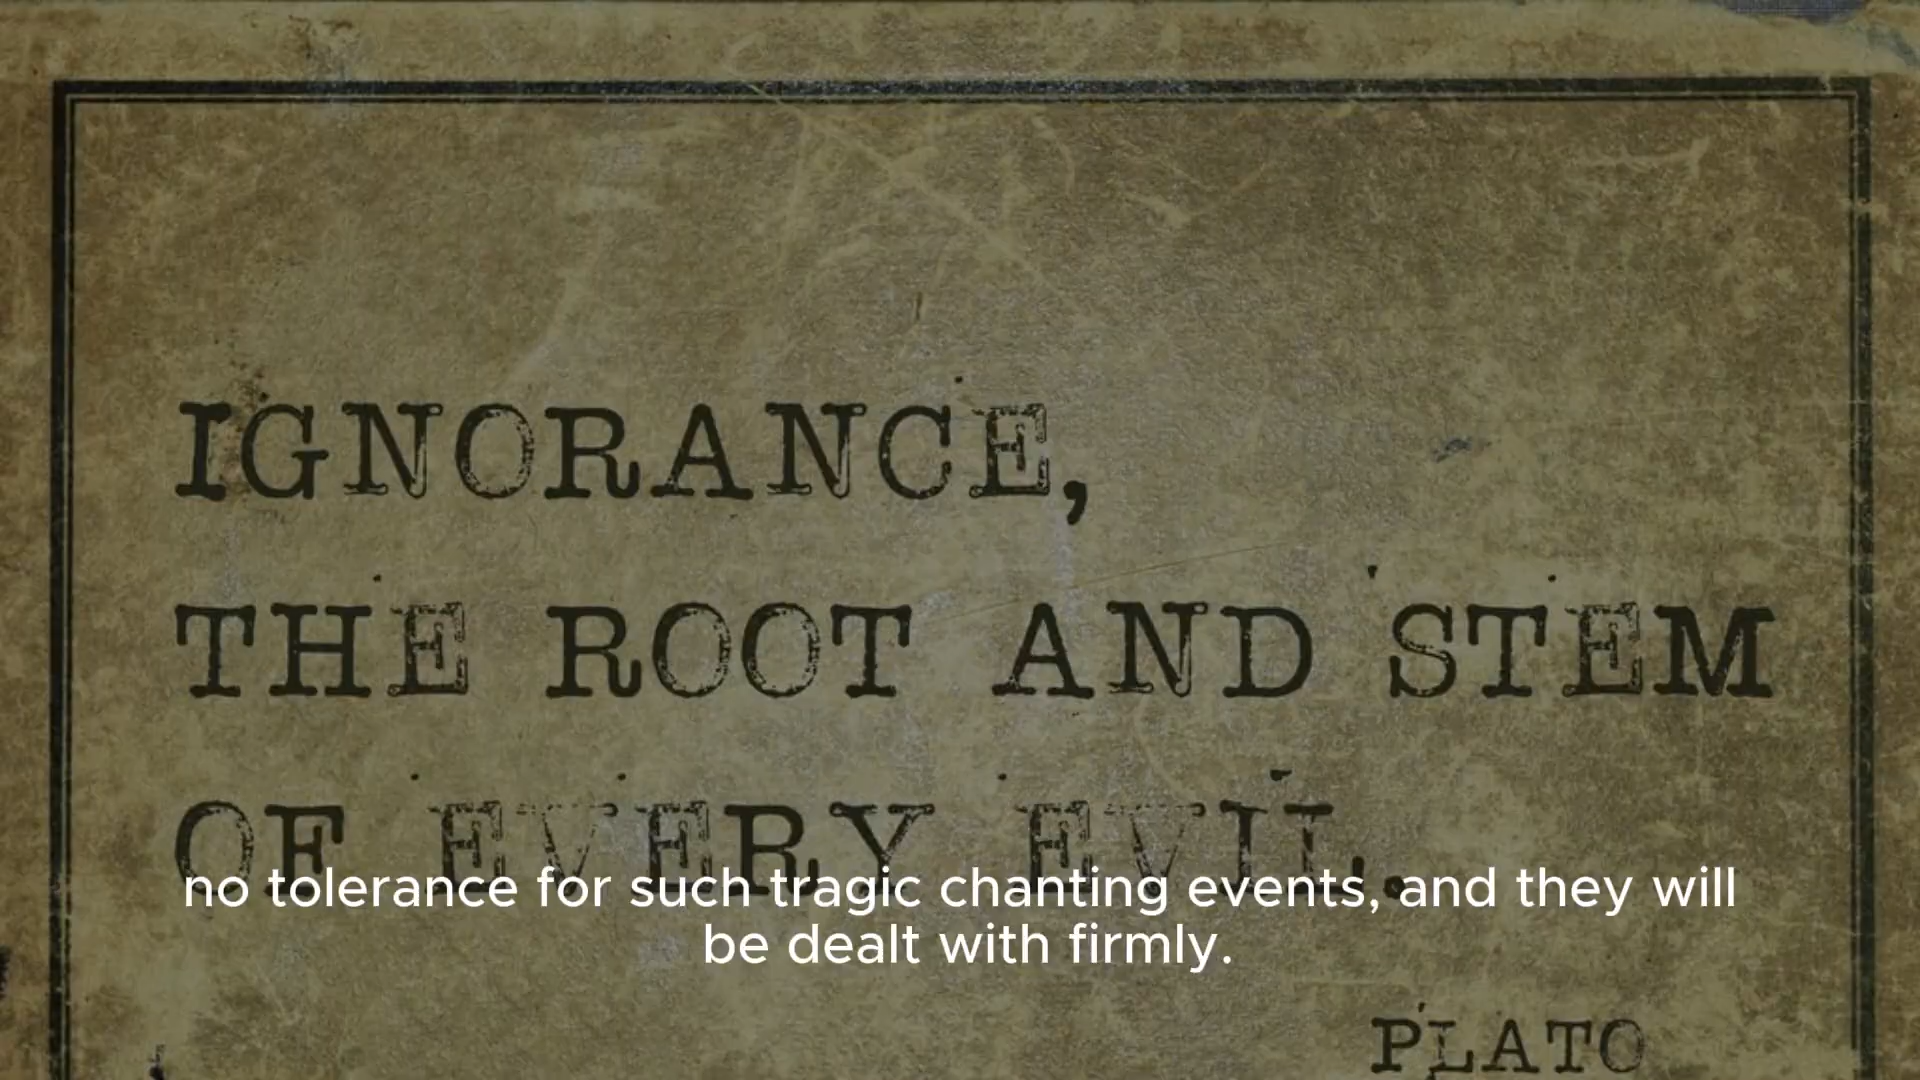 IGNORANCE,
THE ROOT AND STEM
OF EVERY EVIL.
no tolerance for such tragic chanting events, and they will
be dealt with firmly.
PLATO